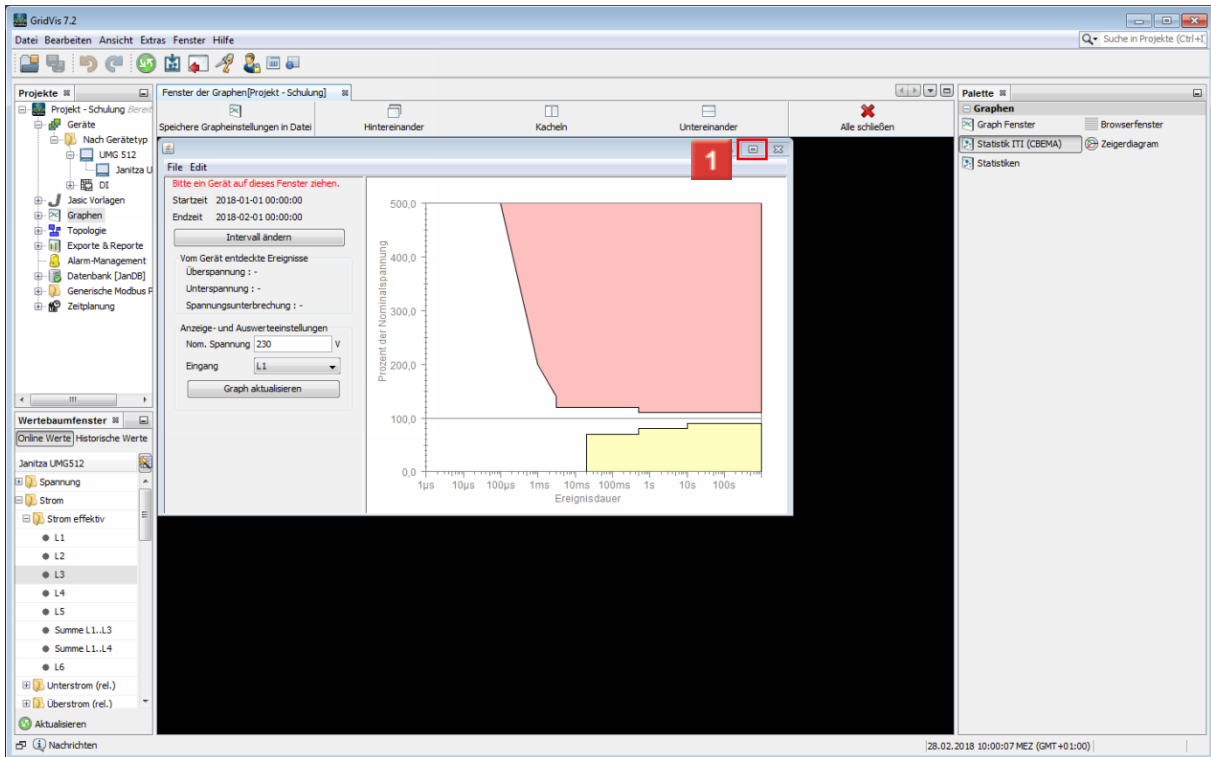 GridVis 7.2
Datei Bearbeiten Ansicht Extras Fenster Hilfe
Suche in Projekte (Ctrl+I
Projekte
Projekt - Schulung Bereit
Geräte
Nach Gerätetyp
UMG 512
Janitza U
DI
Jasic Vorlagen
Graphen
Topologie
Exporte & Reporte
Alarm-Management
Datenbank [JanDB]
Generische Modbus P
Zeitplanung
Wertebaumfenster
Online Werte Historische Werte
Janitza UMG512
Spannung
Strom
Strom effektiv
L1
L2
L3
L4
L5
Summe L1..L3
Summe L1..L4
L6
Unterstrom (rel.)
Überstrom (rel.)
Aktualisieren
Nachrichten
Fenster der Graphen[Projekt - Schulung]
Speichere Grapheinstellungen in Datei
Hintereinander
Kacheln
Untereinander
Alle schließen
1
File Edit
Bitte ein Gerät auf dieses Fenster ziehen.
Startzeit 2018-01-01 00:00:00
Endzeit 2018-02-01 00:00:00
Intervall ändern
Vom Gerät entdeckte Ereignisse
Überspannung : -
Unterspannung : -
Spannungsunterbrechung : -
Anzeige- und Auswerteeinstellungen
Nom. Spannung 230 V
Eingang L1
Graph aktualisieren
Prozent der Nominalspannung
500,0
400,0
300,0
200,0
100,0
0,0
1µs 10µs 100µs 1ms 10ms 100ms 1s 10s 100s
Ereignisdauer
Palette
Graphen
Graph Fenster
Browserfenster
Statistik ITI (CBEMA)
Zeigerdiagram
Statistiken
28.02.2018 10:00:07 MEZ (GMT+01:00)